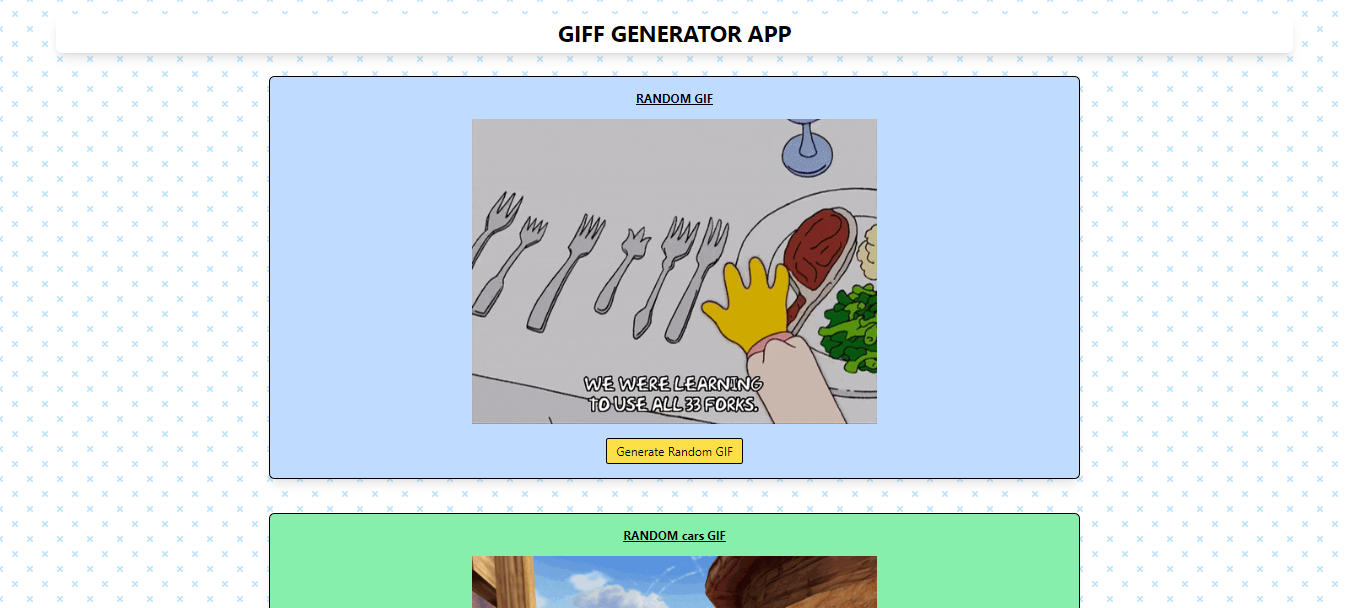 GIFF GENERATOR APP
RANDOM GIF
WE WERE LEARNING
TO USE ALL 33 FORKS.
Generate Random GIF
RANDOM cars GIF